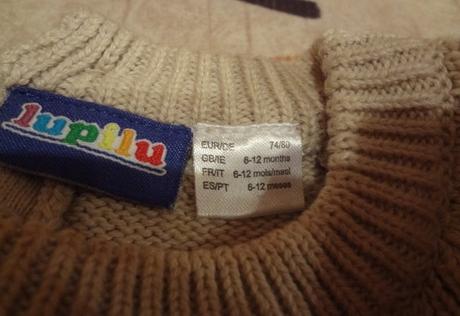 lupilu
EUR/DE 74/80
GB/IE 6-12 months
FR/IT 6-12 mois/mesi
ES/PT 6-12 meses